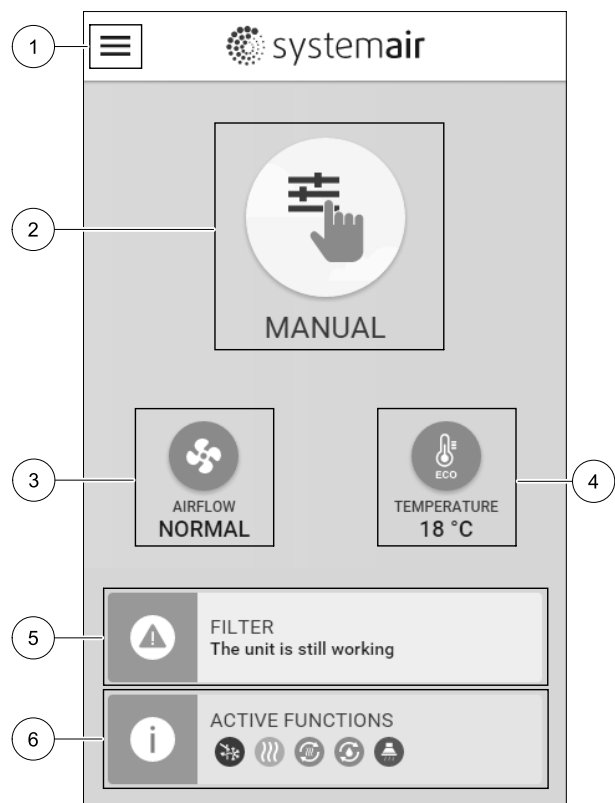 1
systemair
2
MANUAL
3
AIRFLOW
NORMAL
ECO
TEMPERATURE
18 °C
4
5
FILTER
The unit is still working
6
ACTIVE FUNCTIONS